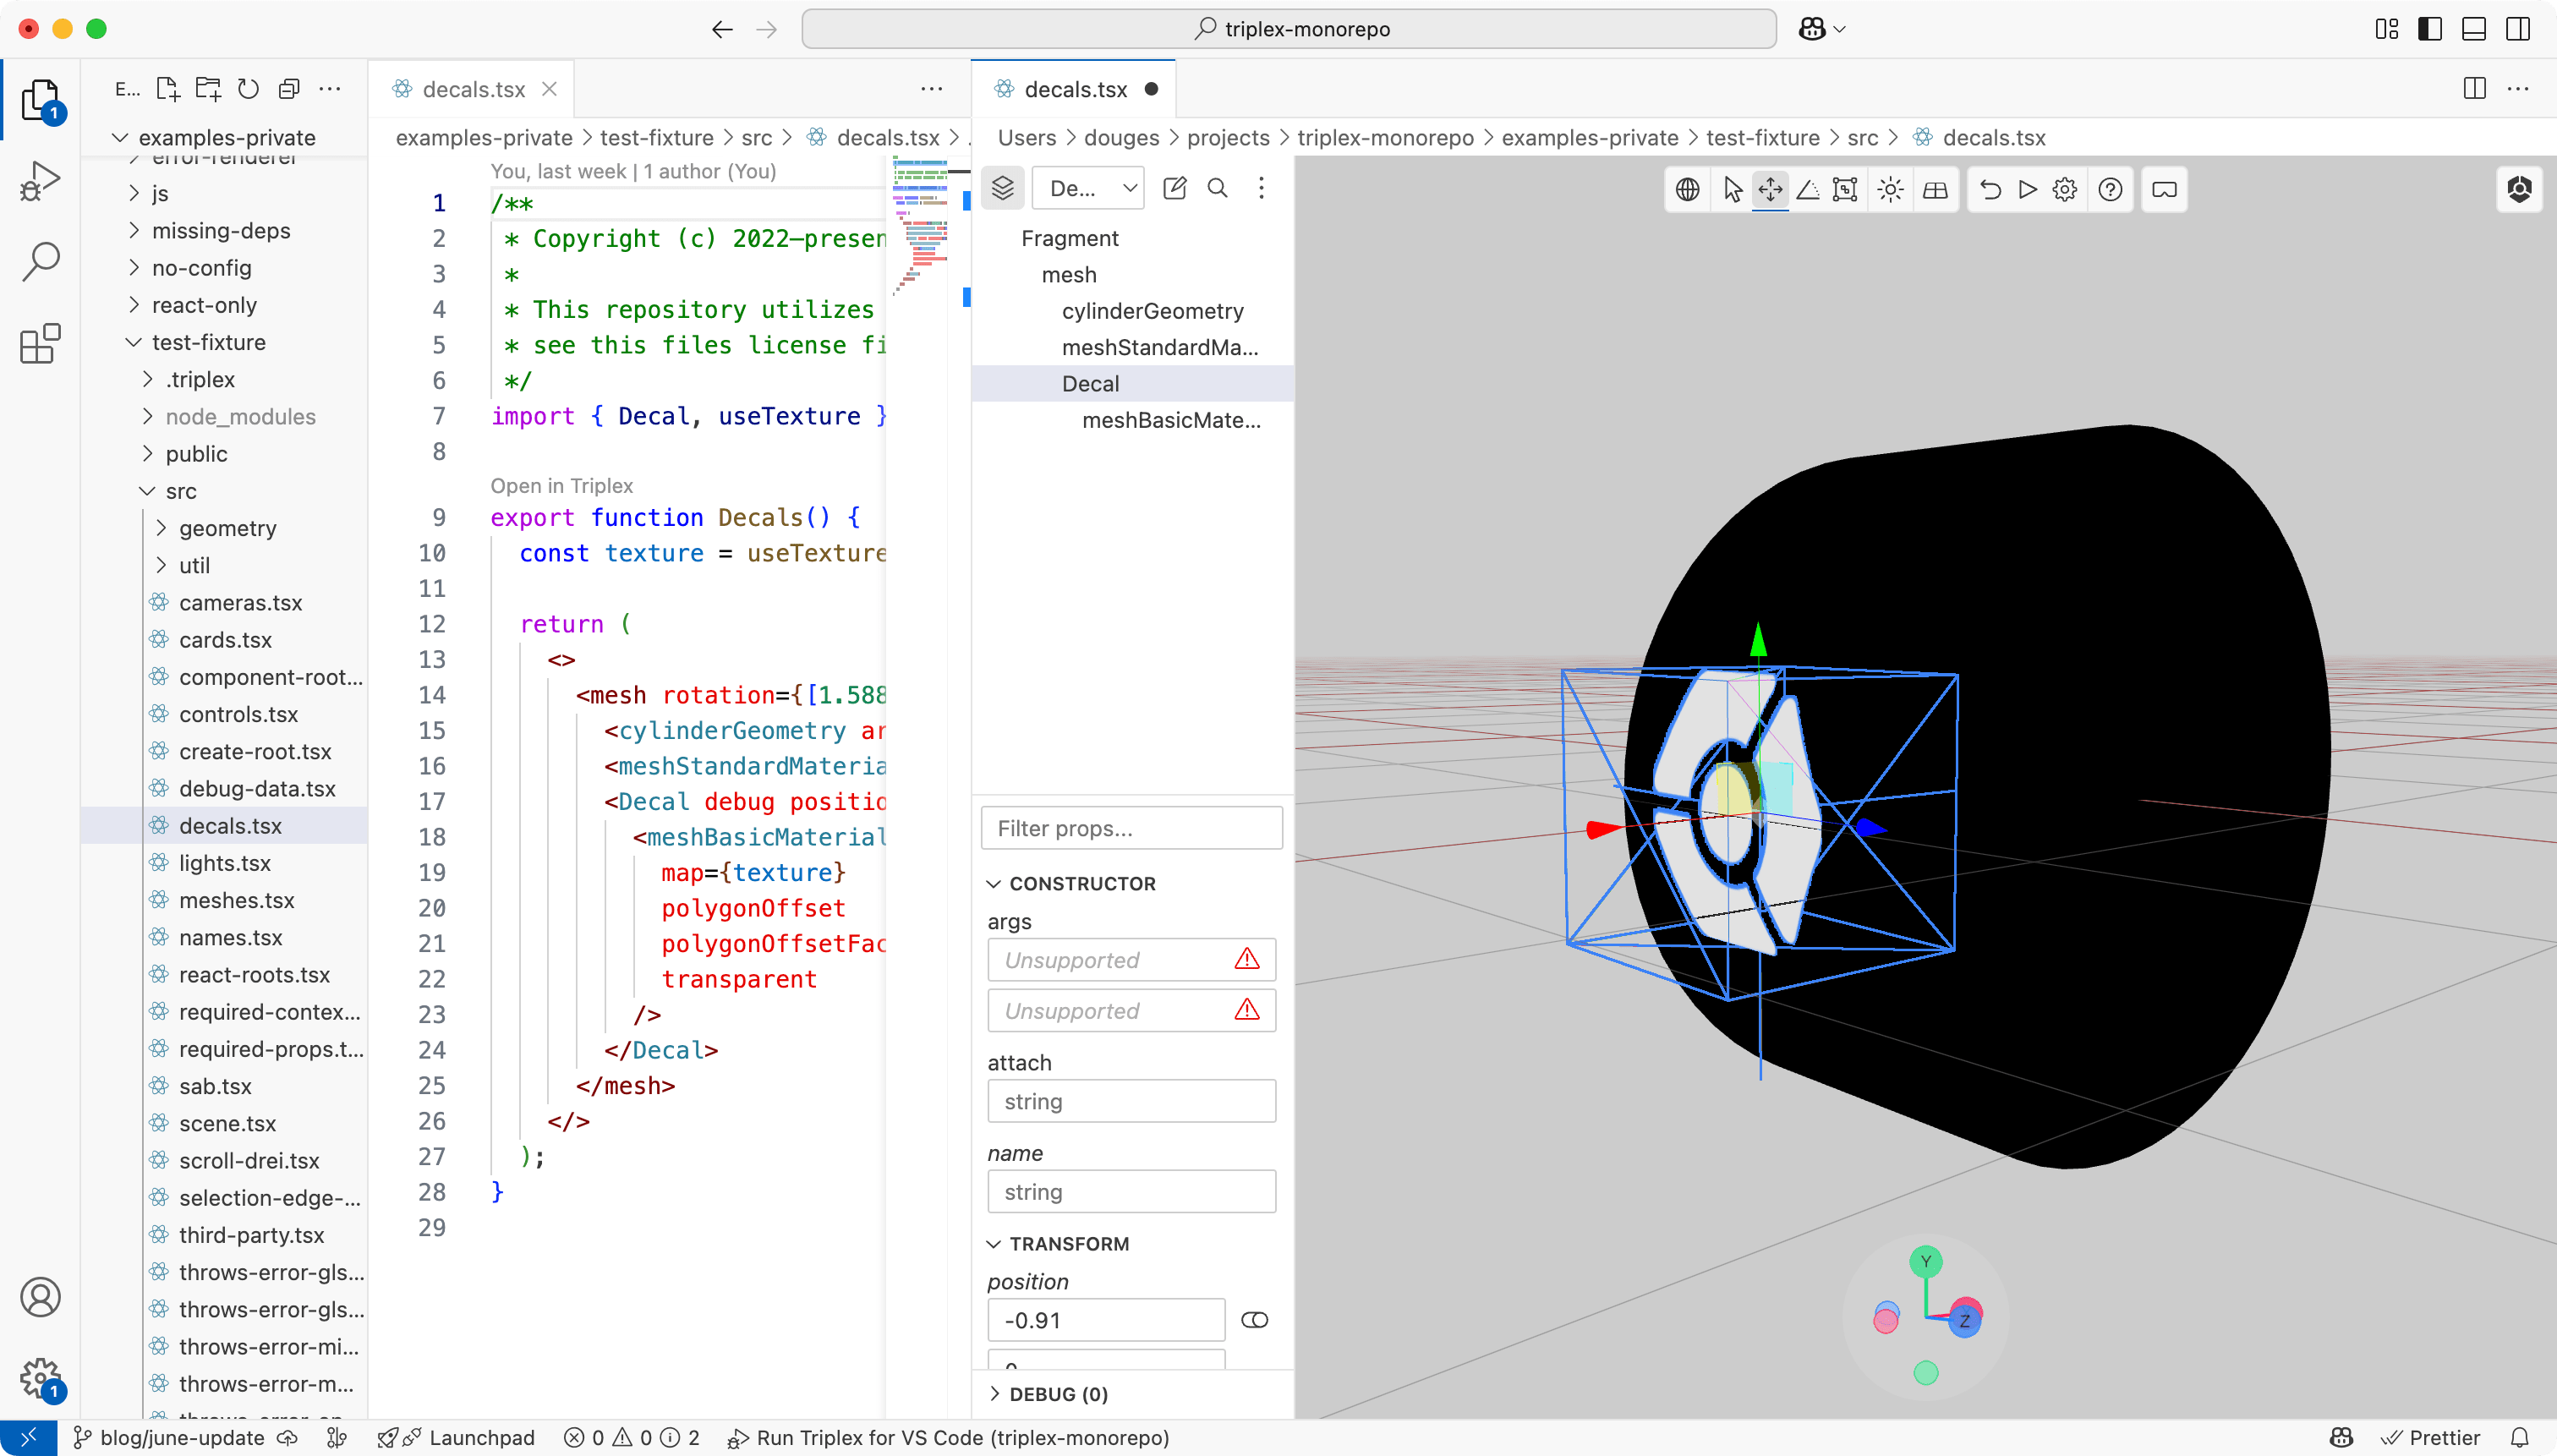 triplex-monorepo
E...
examples-private
error-renderer
js
missing-deps
no-config
react-only
test-fixture
.triplex
node_modules
public
src
geometry
util
cameras.tsx
cards.tsx
component-root...
controls.tsx
create-root.tsx
debug-data.tsx
decals.tsx
lights.tsx
meshes.tsx
names.tsx
react-roots.tsx
required-contex...
required-props.t...
sab.tsx
scene.tsx
scroll-drei.tsx
selection-edge-...
third-party.tsx
throws-error-gls...
throws-error-gls...
throws-error-mi...
throws-error-m...
1
1
decals.tsx
examples-private > test-fixture > src > decals.tsx >
You, last week | 1 author (You)
1 /**
2 * Copyright (c) 2022—presen
3 *
4 * This repository utilizes
5 * see this files license fi
6 */
7 import { Decal, useTexture }
8
Open in Triplex
9 export function Decals() {
10 const texture = useTexture
11
12 return (
13 <>
14 <mesh rotation={[1.588
15 <cylinderGeometry ar
16 <meshStandardMateria
17 <Decal debug positio
18 <meshBasicMaterial
19 map={texture}
20 polygonOffset
21 polygonOffsetFac
22 transparent
23 />
24 </Decal>
25 </mesh>
26 </>
27 );
28 }
29
decals.tsx
Users > douges > projects > triplex-monorepo > examples-private > test-fixture > src > decals.tsx
De...
Fragment
mesh
cylinderGeometry
meshStandardMa...
Decal
meshBasicMate...
Filter props...
CONSTRUCTOR
args
Unsupported
Unsupported
attach
string
name
string
TRANSFORM
position
-0.91
DEBUG (0)
Y
Z
blog/june-update Launchpad 0 0 2 Run Triplex for VS Code (triplex-monorepo) Prettier